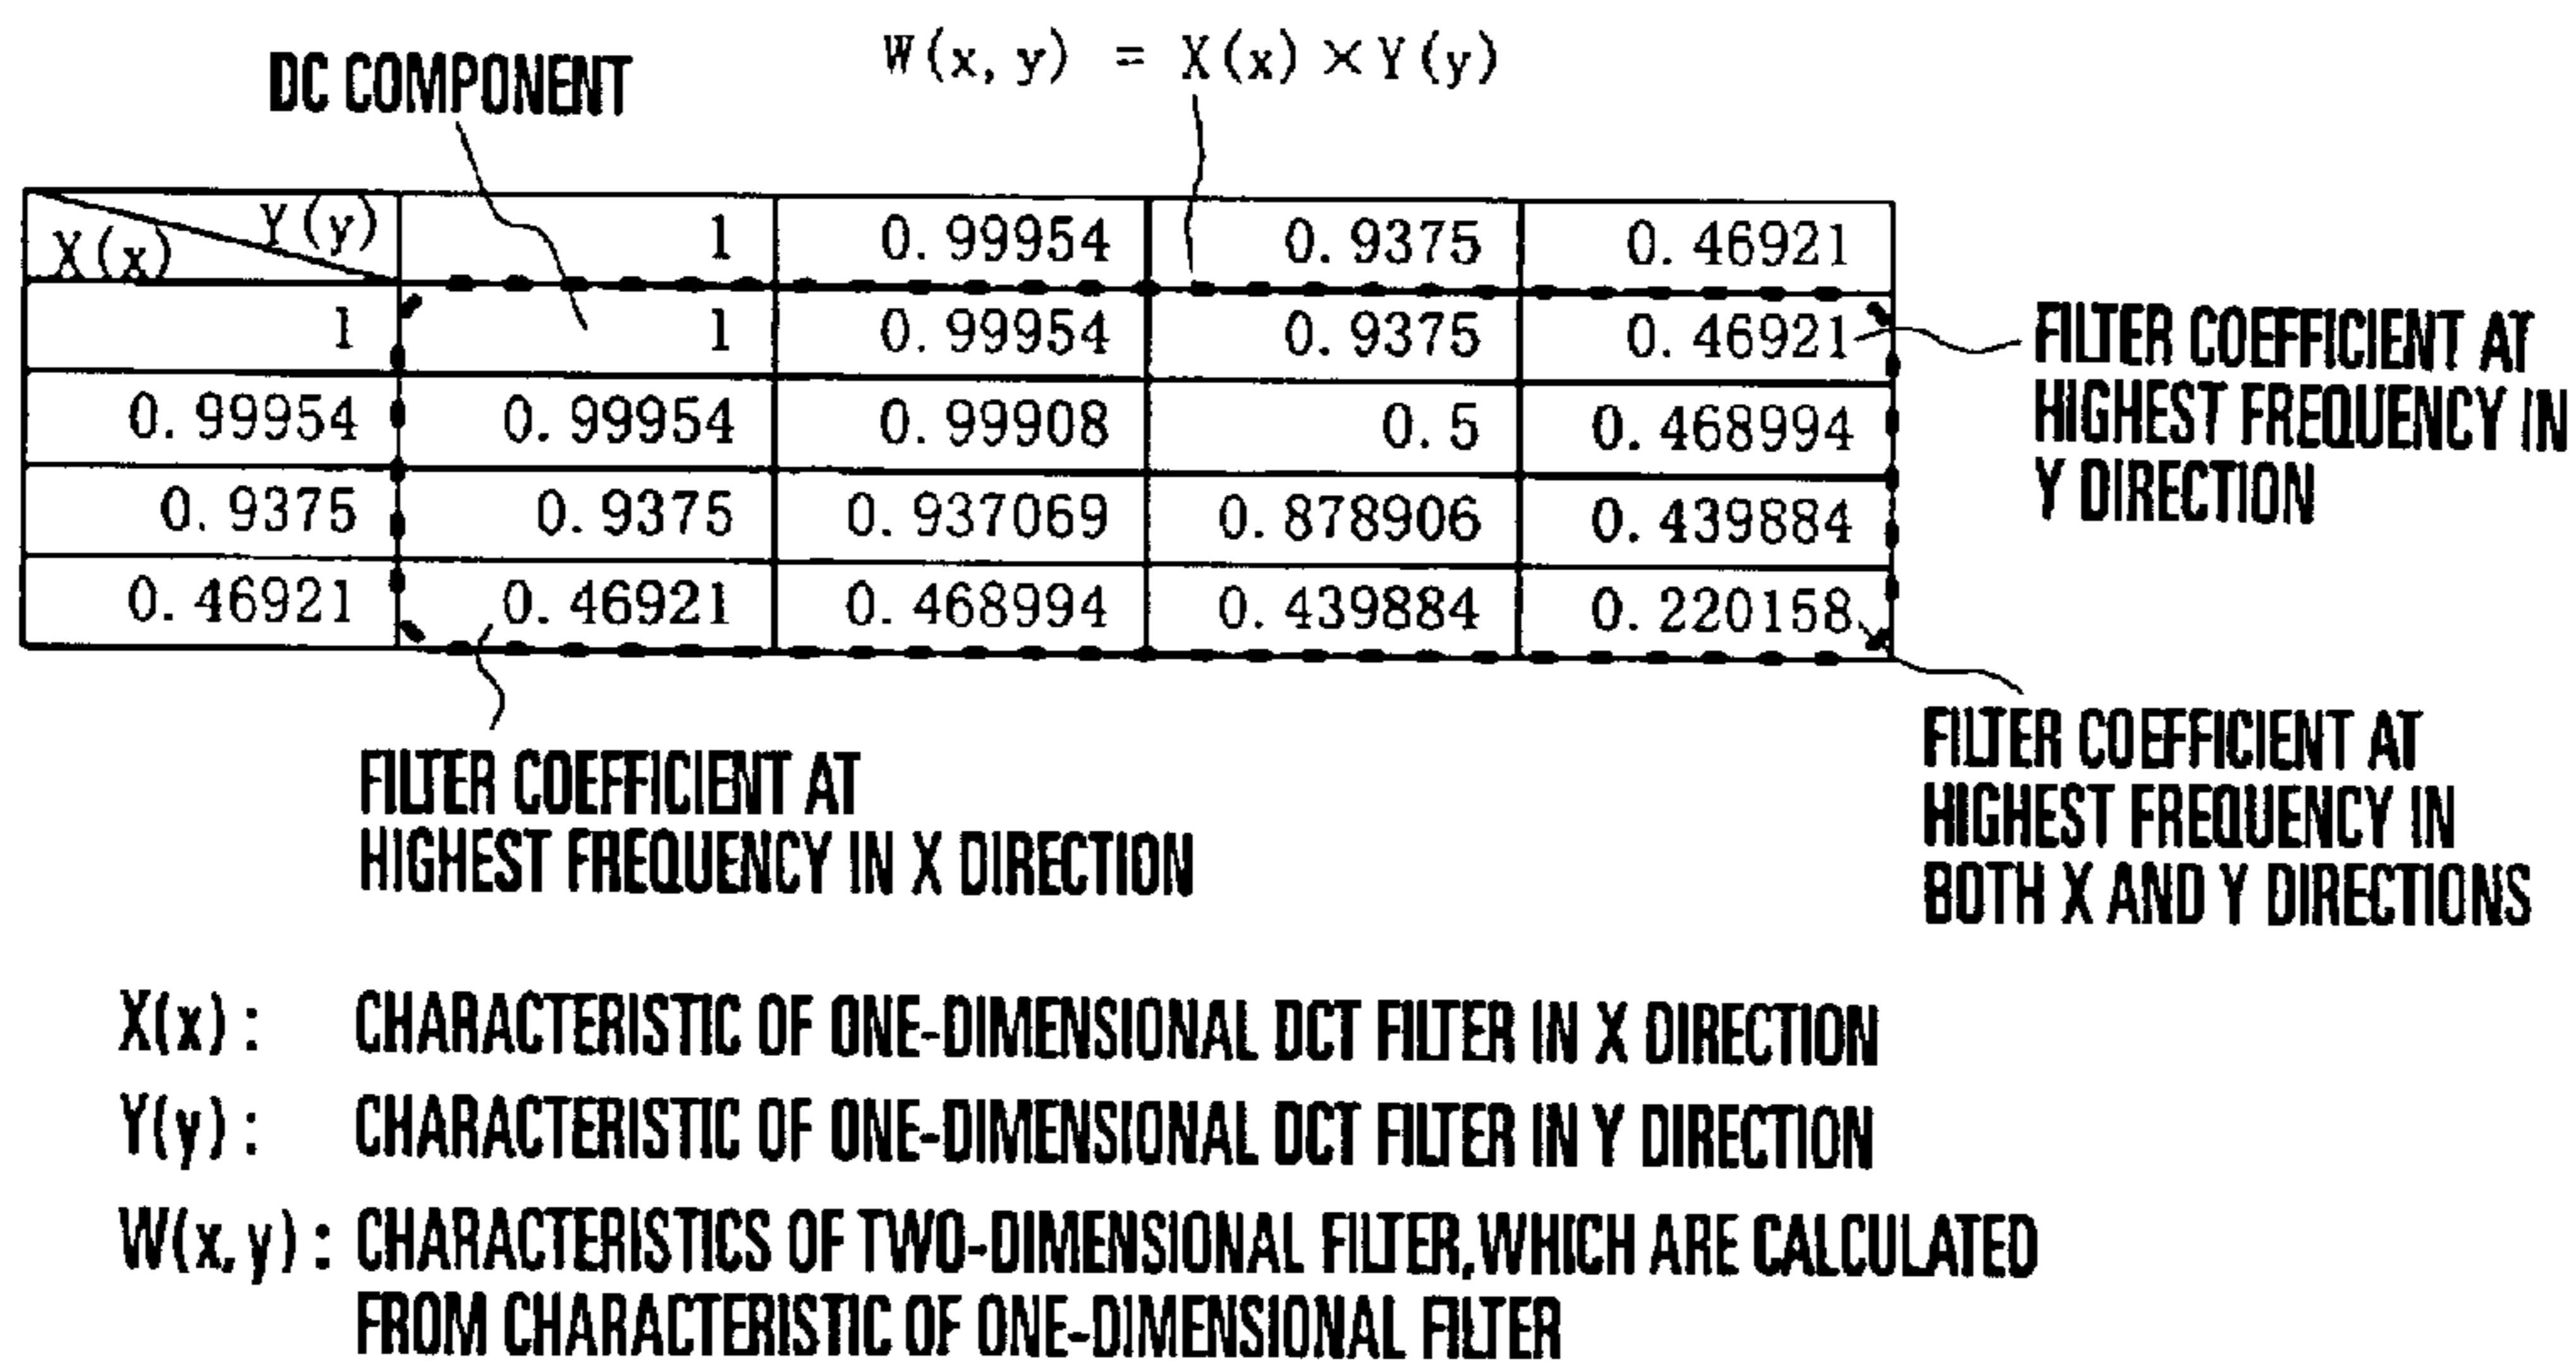 W(x, y) = X(x) × Y(y)
DC COMPONENT
Y(y) 1 0.99954 0.9375 0.46921
X(x)
1 1 0.99954 0.9375 0.46921
0.99954 0.99954 0.99908 0.5 0.468994
0.9375 0.9375 0.937069 0.878906 0.439884
0.46921 0.46921 0.468994 0.439884 0.220158
FILTER COEFFICIENT AT
HIGHEST FREQUENCY IN
Y DIRECTION
FILTER COEFFICIENT AT
HIGHEST FREQUENCY IN X DIRECTION
FILTER COEFFICIENT AT
HIGHEST FREQUENCY IN
BOTH X AND Y DIRECTIONS
X(x) : CHARACTERISTIC OF ONE-DIMENSIONAL DCT FILTER IN X DIRECTION
Y(y) : CHARACTERISTIC OF ONE-DIMENSIONAL DCT FILTER IN Y DIRECTION
W(x, y) : CHARACTERISTICS OF TWO-DIMENSIONAL FILTER, WHICH ARE CALCULATED
FROM CHARACTERISTIC OF ONE-DIMENSIONAL FILTER